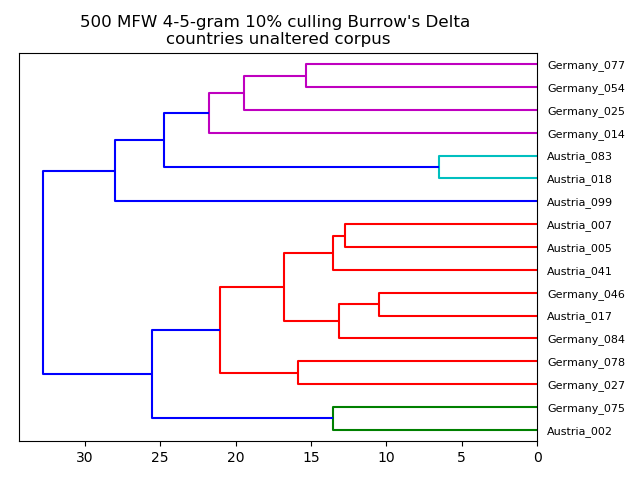 500 MFW 4-5-gram 10% culling Burrow's Delta
countries unaltered corpus
Germany_077
Germany_054
Germany_025
Germany_014
Austria_083
Austria_018
Austria_099
Austria_007
Austria_005
Austria_041
Germany_046
Austria_017
Germany_084
Germany_078
Germany_027
Germany_075
Austria_002
30 25 20 15 10 5 0